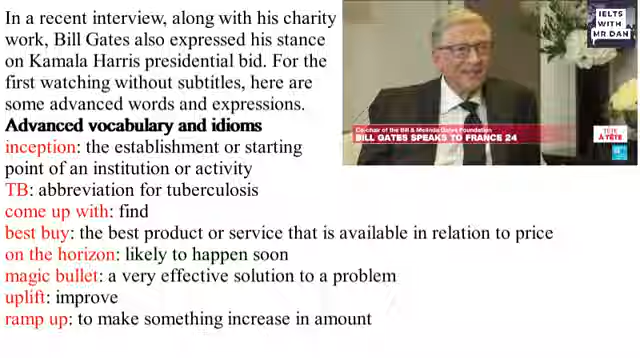 In a recent interview, along with his charity
work, Bill Gates also expressed his stance
on Kamala Harris presidential bid. For the
first watching without subtitles, here are
some advanced words and expressions.
Advanced vocabulary and idioms
inception: the establishment or starting
point of an institution or activity
TB: abbreviation for tuberculosis
come up with: find
best buy: the best product or service that is available in relation to price
on the horizon: likely to happen soon
magic bullet: a very effective solution to a problem
uplift: improve
ramp up: to make something increase in amount
IELTS
WITH
MR DAN
Co-chair of the Bill & Melinda Gates Foundation
BILL GATES SPEAKS TO FRANCE 24
TÊTE
À TÊTE